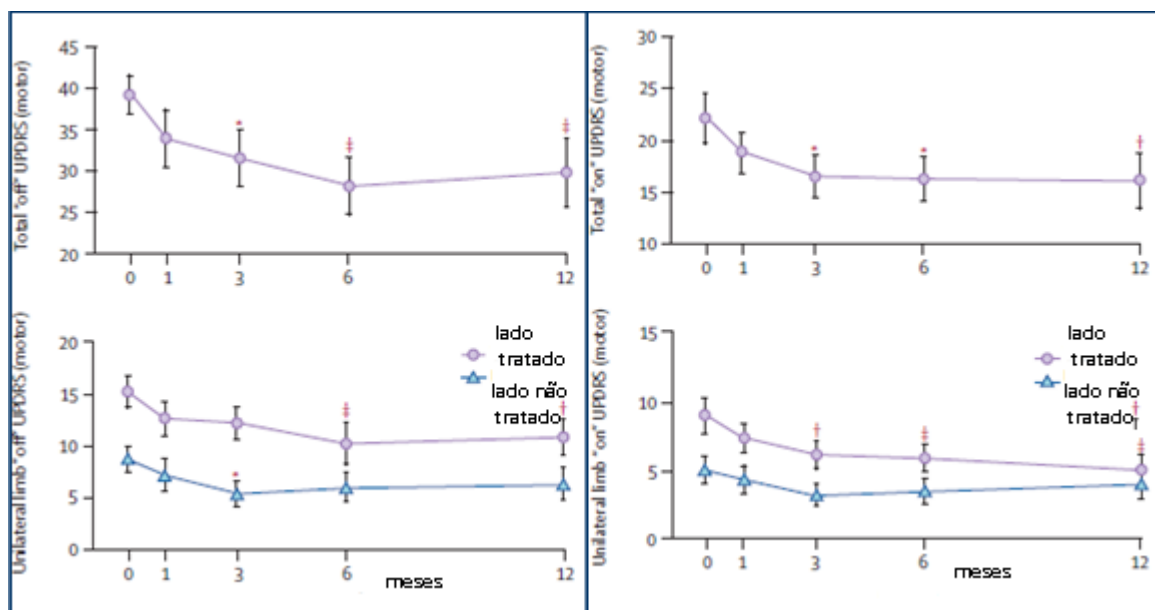 Total "off" UPDRS (motor)
45
40
35
30
25
20
*
‡
‡
0 1 3 6 12
Total "on" UPDRS (motor)
30
25
20
15
10
*
*
†
0 1 3 6 12
Unilateral limb "off" UPDRS (motor)
20
15
10
5
0
lado
tratado
lado não
tratado
‡
†
*
0 1 3 6 12
meses
Unilateral limb "on" UPDRS (motor)
15
10
5
0
lado
tratado
lado não
tratado
†
‡
†
‡
0 1 3 6 12
meses